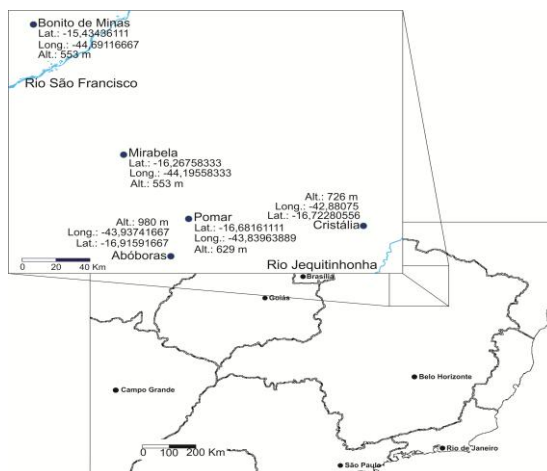 Bonito de Minas
Lat.: -15,43436111
Long.: -44,69116667
Alt.: 553 m
Rio São Francisco
Mirabela
Lat.: -16,26758333
Long.: -44,19558333
Alt.: 553 m
Alt.: 726 m
Long.: -42,88075
Lat.: -16,72280556
Cristália
Pomar
Lat.: -16,68161111
Long.: -43,83963889
Alt.: 629 m
Alt.: 980 m
Long.: -43,93741667
Lat.: -16,91591667
Abóboras
0 20 40 Km
Rio Jequitinhonha
Brasília
Goiás
Belo Horizonte
Campo Grande
0 100 200 Km
Rio de Janeiro
São Paulo